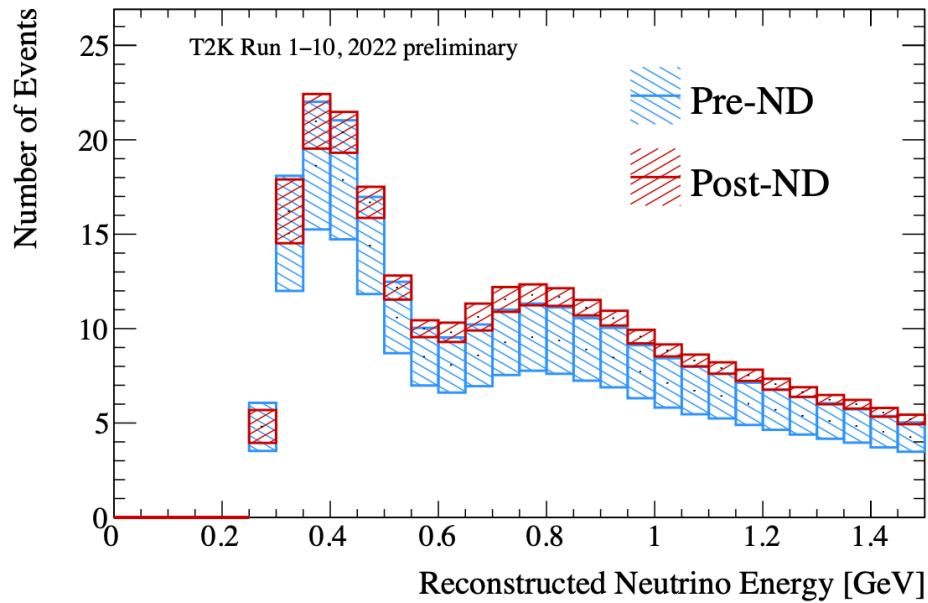 T2K Run 1–10, 2022 preliminary
Pre-ND
Post-ND
Number of Events
25
20
15
10
5
0
0 0.2 0.4 0.6 0.8 1 1.2 1.4
Reconstructed Neutrino Energy [GeV]